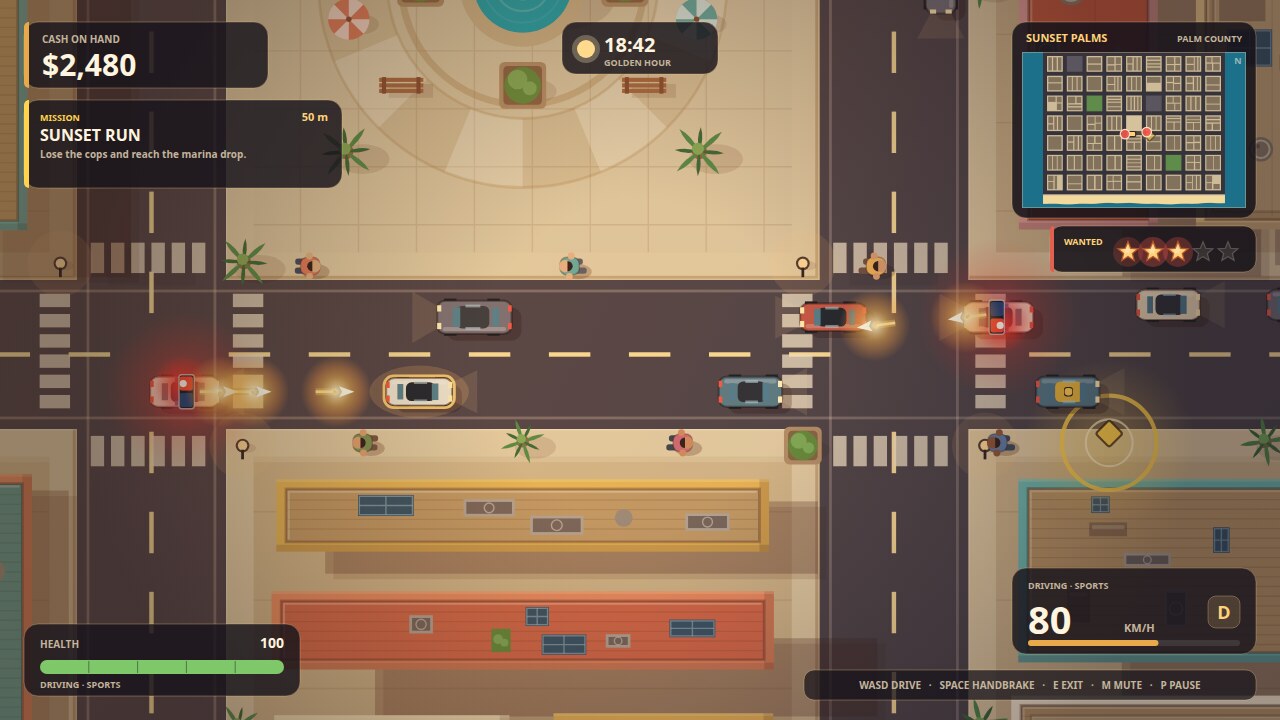 CASH ON HAND
$2,480
MISSION
50 m
SUNSET RUN
Lose the cops and reach the marina drop.
18:42
GOLDEN HOUR
SUNSET PALMS
PALM COUNTY
N
WANTED
HEALTH
100
DRIVING · SPORTS
DRIVING · SPORTS
80
KM/H
D
WASD DRIVE · SPACE HANDBRAKE · E EXIT · M MUTE · P PAUSE